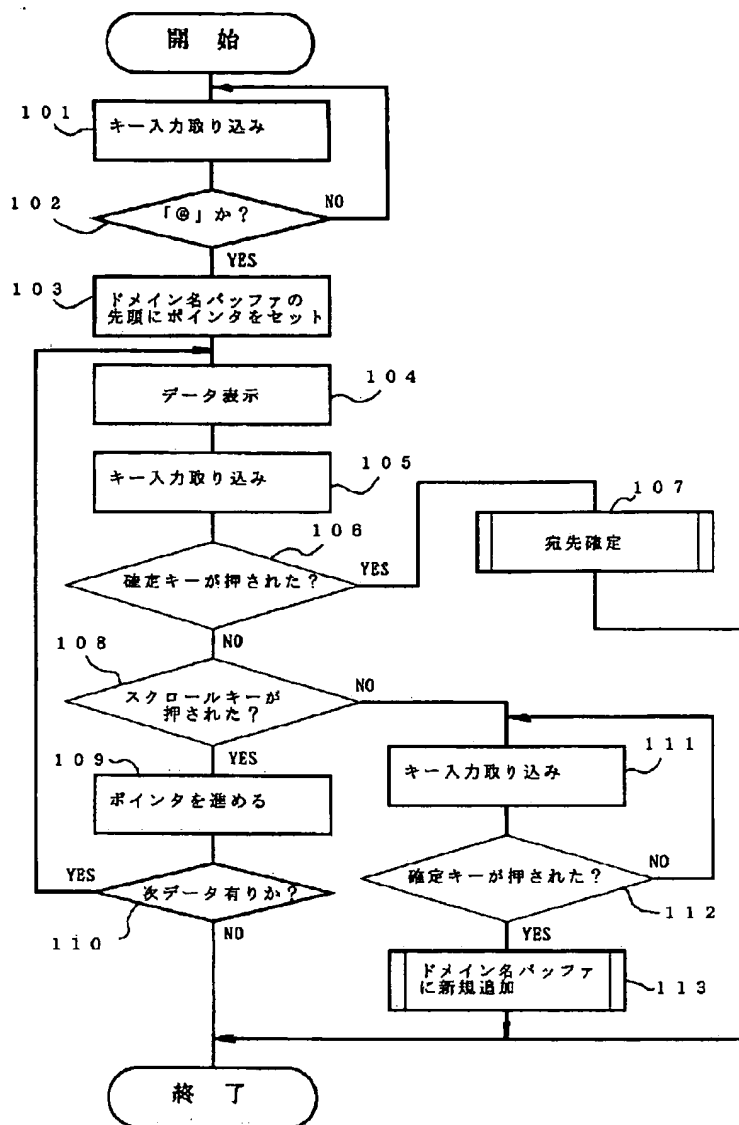 開 始
101
キー入力取り込み
102
「@」か?
NO
YES
103
ドメイン名バッファの
先頭にポインタをセット
データ表示
104
キー入力取り込み
105
106
確定キーが押された?
YES
107
宛先確定
NO
108
スクロールキーが
押された?
NO
YES
109
ポインタを進める
111
キー入力取り込み
YES
次データ有りか?
110
NO
確定キーが押された?
NO
112
YES
ドメイン名バッファ
に新規追加
113
終 了